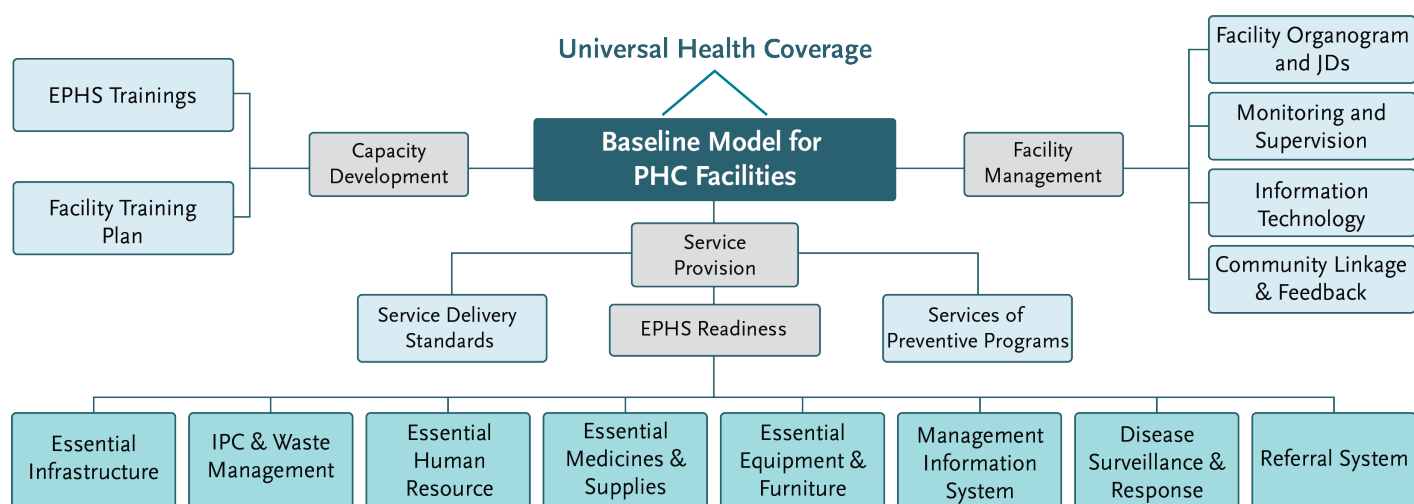 Universal Health Coverage
Baseline Model for
PHC Facilities
Capacity
Development
EPHS Trainings
Facility Training
Plan
Facility
Management
Facility Organogram
and JDs
Monitoring and
Supervision
Information
Technology
Community Linkage
& Feedback
Service
Provision
Service Delivery
Standards
EPHS Readiness
Services of
Preventive Programs
Essential
Infrastructure
IPC & Waste
Management
Essential
Human
Resource
Essential
Medicines &
Supplies
Essential
Equipment &
Furniture
Management
Information
System
Disease
Surveillance &
Response
Referral System